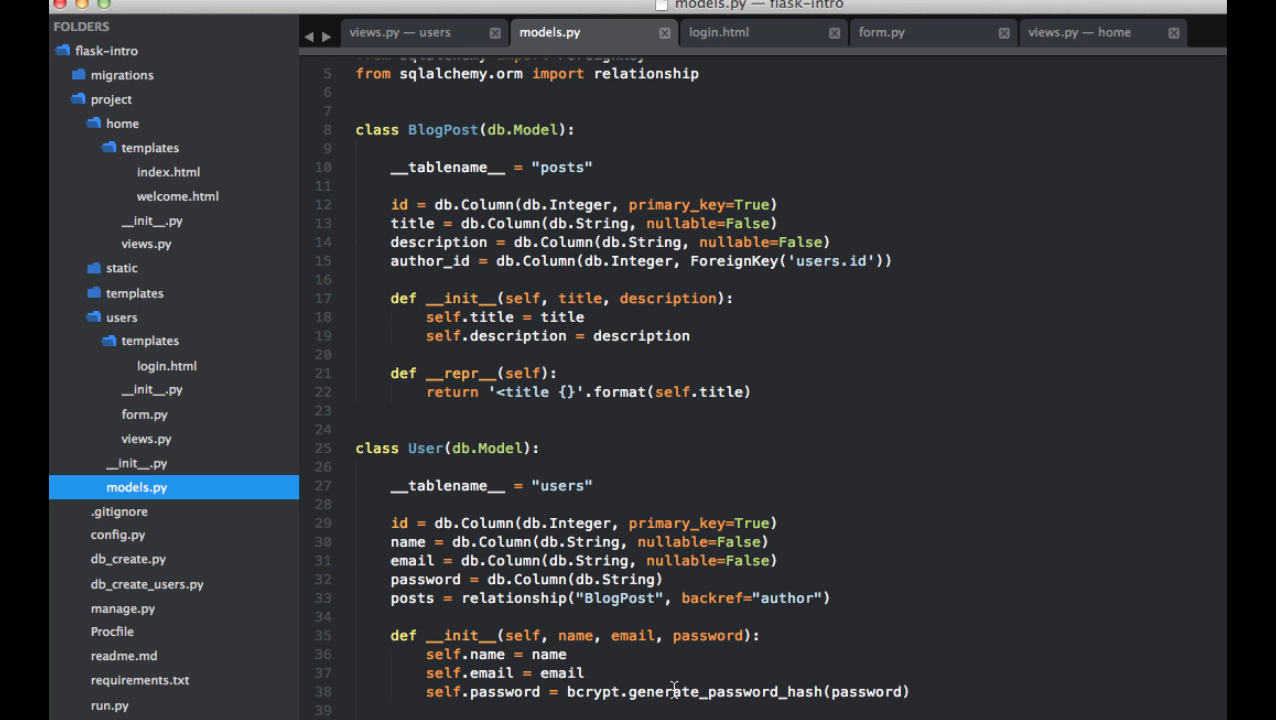 models.py — flask-intro
FOLDERS
flask-intro
migrations
project
home
templates
index.html
welcome.html
__init__.py
views.py
static
templates
users
templates
login.html
__init__.py
form.py
views.py
__init__.py
models.py
.gitignore
config.py
db_create.py
db_create_users.py
manage.py
Procfile
readme.md
requirements.txt
run.py
views.py — users
models.py
login.html
form.py
views.py — home
from sqlalchemy import ForeignKey
5 from sqlalchemy.orm import relationship
6
7
8 class BlogPost(db.Model):
9
10 __tablename__ = "posts"
11
12 id = db.Column(db.Integer, primary_key=True)
13 title = db.Column(db.String, nullable=False)
14 description = db.Column(db.String, nullable=False)
15 author_id = db.Column(db.Integer, ForeignKey('users.id'))
16
17 def __init__(self, title, description):
18 self.title = title
19 self.description = description
20
21 def __repr__(self):
22 return '<title {}'.format(self.title)
23
24
25 class User(db.Model):
26
27 __tablename__ = "users"
28
29 id = db.Column(db.Integer, primary_key=True)
30 name = db.Column(db.String, nullable=False)
31 email = db.Column(db.String, nullable=False)
32 password = db.Column(db.String)
33 posts = relationship("BlogPost", backref="author")
34
35 def __init__(self, name, email, password):
36 self.name = name
37 self.email = email
38 self.password = bcrypt.generate_password_hash(password)
39